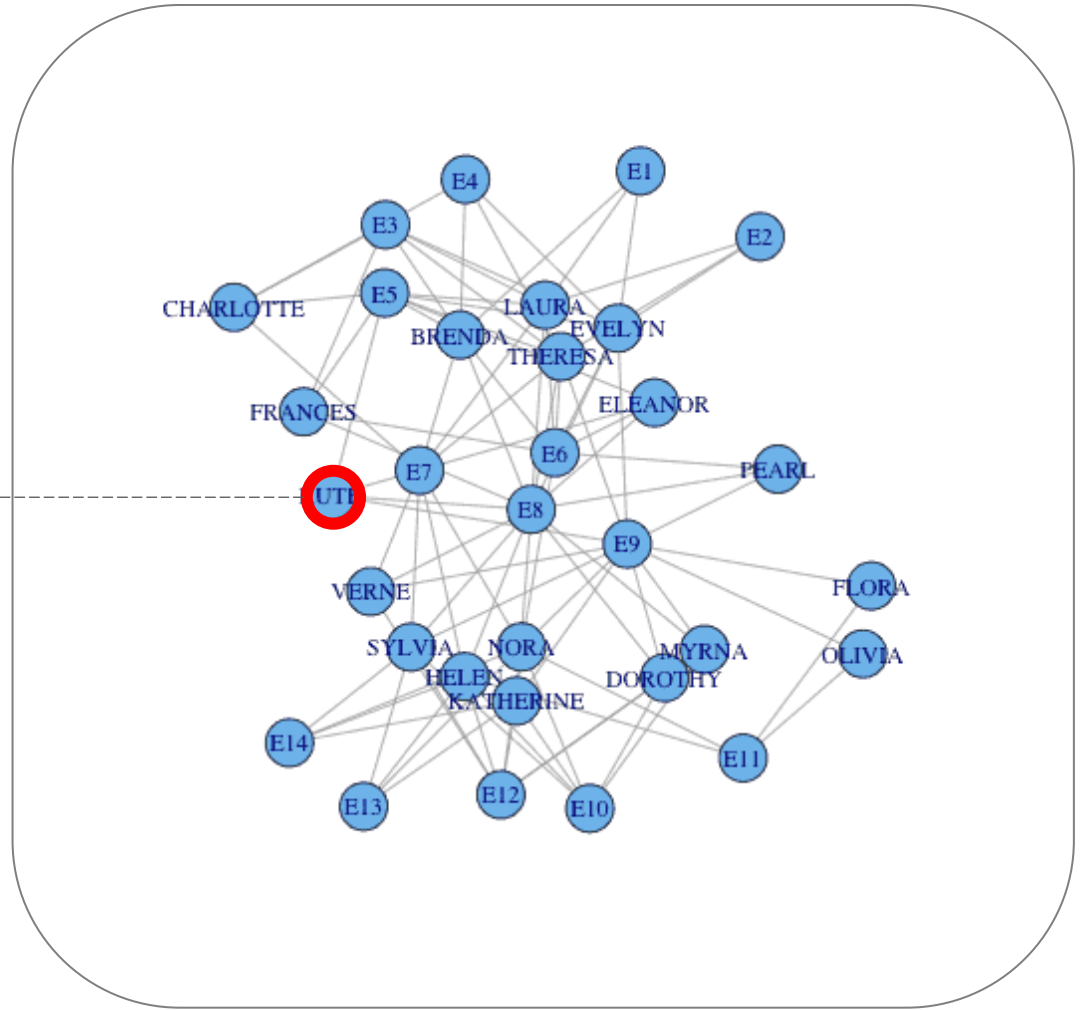 E1
E4
E3
E2
E5
CHARLOTTE
LAURA
EVELYN
BRENDA
THERESA
ELEANOR
FRANCES
E6
E7
PEARL
E8
E9
FLORA
VERNE
SYLVIA
NORA
MYRNA
OLIVIA
HELEN
DOROTHY
KATHERINE
E14
E11
E12
E13
E10